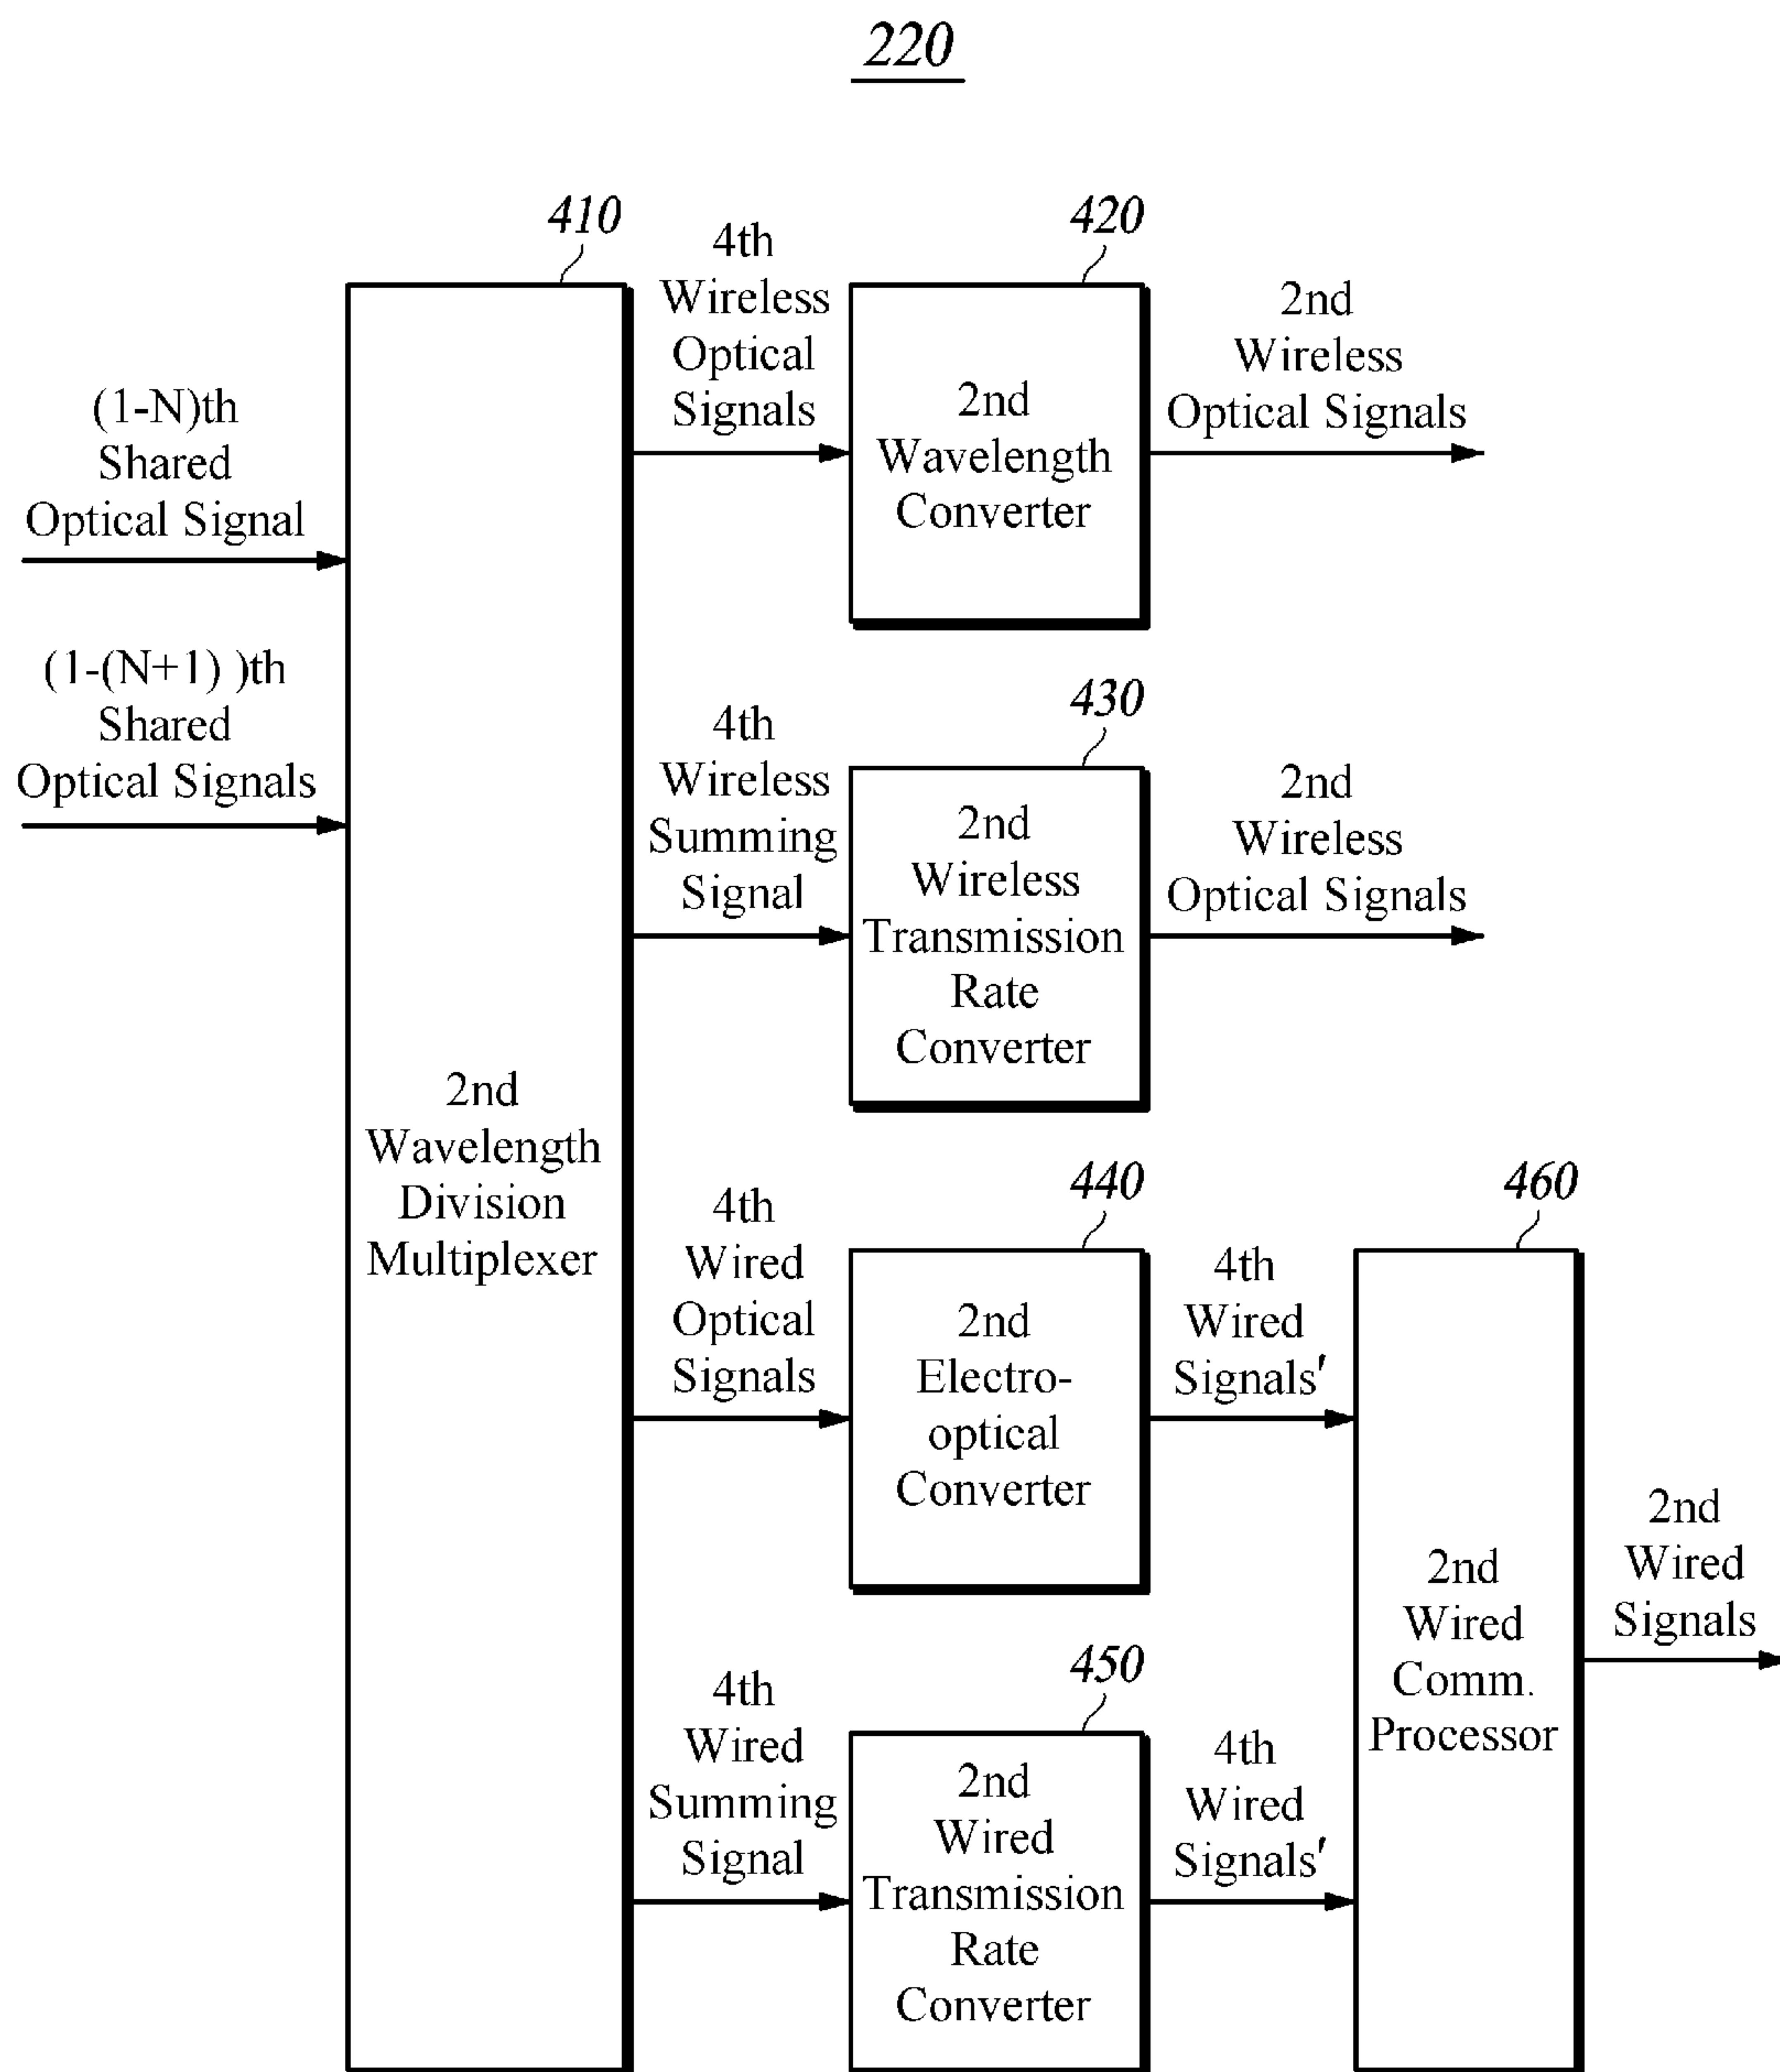 220
410
4th
Wireless
Optical
Signals
420
2nd
Wireless
Optical Signals
(1-N)th
Shared
Optical Signal
2nd
Wavelength
Converter
(1-(N+1) )th
Shared
Optical Signals
4th
Wireless
Summing
Signal
430
2nd
Wireless
Transmission
Rate
Converter
2nd
Wireless
Optical Signals
2nd
Wavelength
Division
Multiplexer
4th
Wired
Optical
Signals
440
2nd
Electro-
optical
Converter
4th
Wired
Signals'
460
2nd
Wired
Comm.
Processor
2nd
Wired
Signals
4th
Wired
Summing
Signal
450
2nd
Wired
Transmission
Rate
Converter
4th
Wired
Signals'